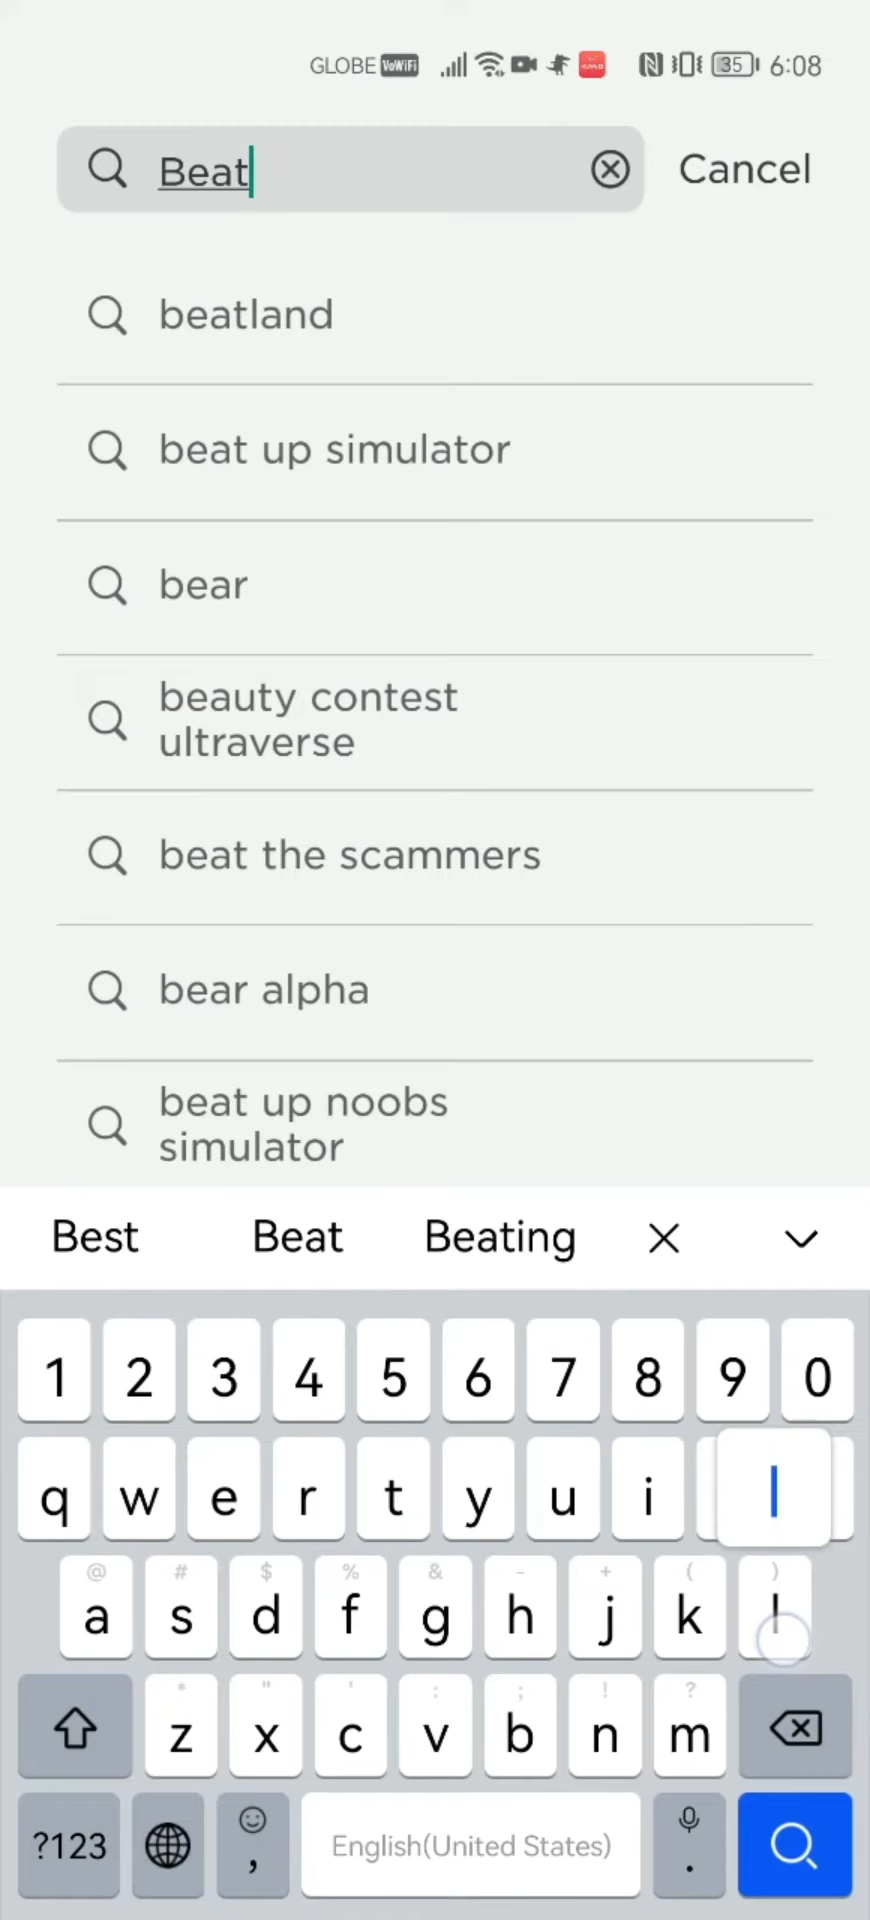 GLOBE VoWiFi 35 6:08
Beat Cancel
beatland
beat up simulator
bear
beauty contest
ultraverse
beat the scammers
bear alpha
beat up noobs
simulator
Best Beat Beating
1 2 3 4 5 6 7 8 9 0
q w e r t y u i l
@ # $ % & - + ( )
a s d f g h j k l
* " ' : ; ! ?
z x c v b n m
?123 , English(United States) .